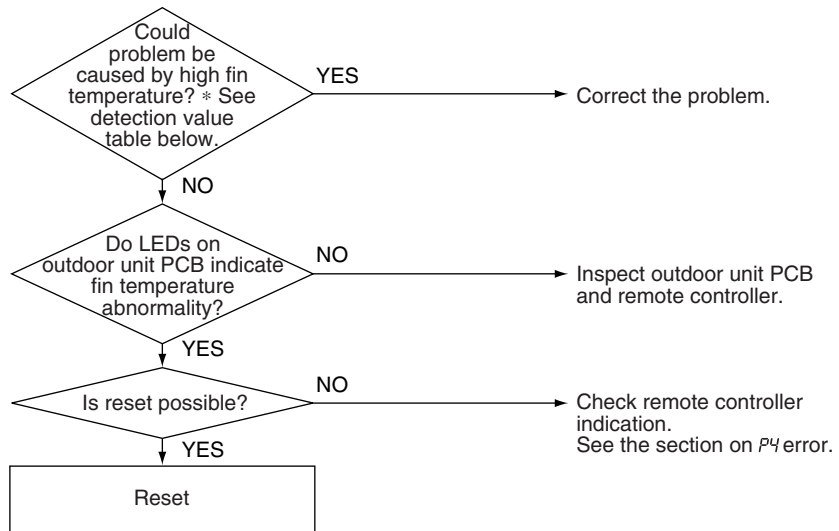 Could
problem be
caused by high fin
temperature? * See
detection value
table below.
YES
Correct the problem.
NO
Do LEDs on
outdoor unit PCB indicate
fin temperature
abnormality?
NO
Inspect outdoor unit PCB
and remote controller.
YES
Is reset possible?
NO
Check remote controller
indication.
See the section on P4 error.
YES
Reset